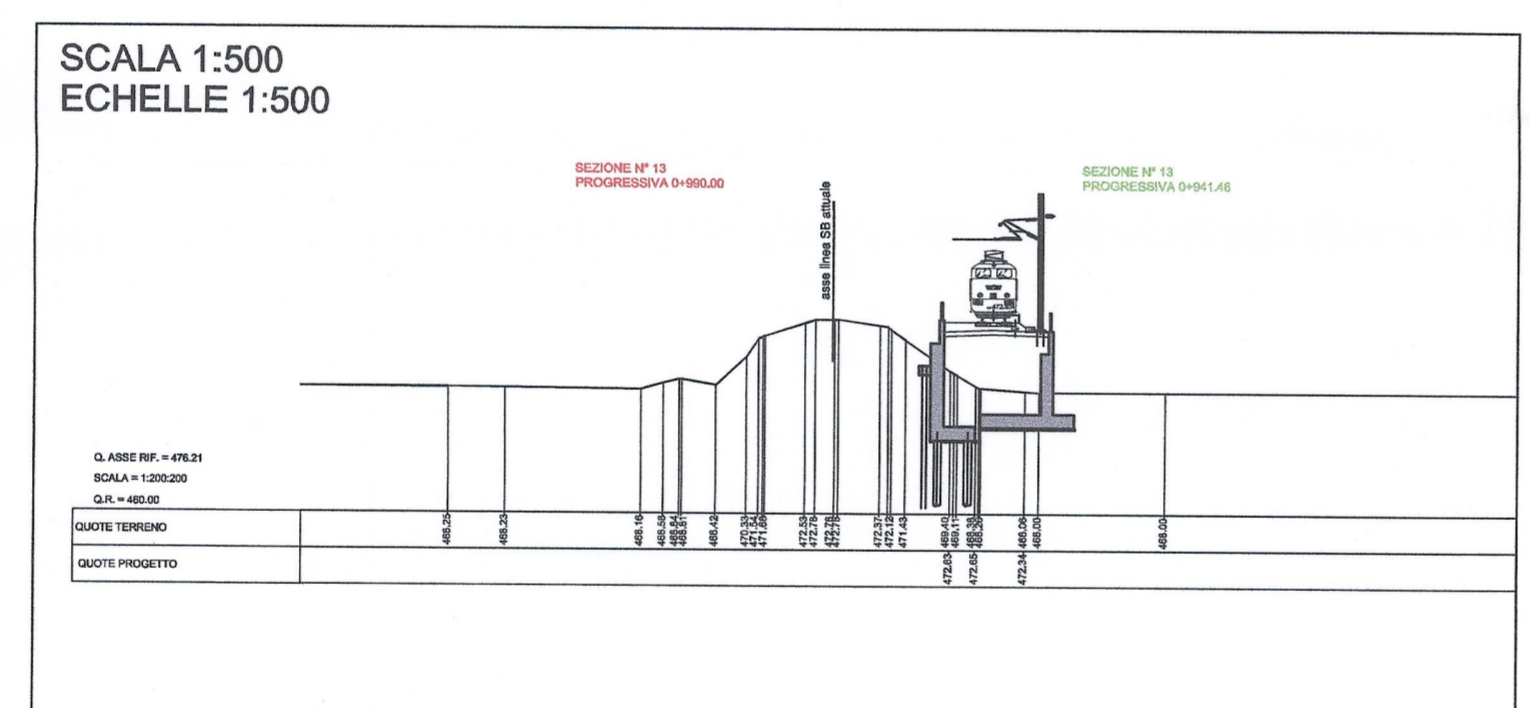 SCALA 1:500
ECHELLE 1:500
SEZIONE N° 13
PROGRESSIVA 0+990.00
asse linea SB attuale
SEZIONE N° 13
PROGRESSIVA 0+941.46
Q. ASSE RIF. = 476.21
SCALA = 1:200:200
Q.R. = 460.00
QUOTE TERRENO
468.25 468.23 468.16 468.58 468.64 468.61 468.42 470.33 471.54 471.66 472.53 472.78 472.78 472.78 472.37 472.12 471.43 469.40 469.11 468.38 468.06 468.00 468.00
QUOTE PROGETTO
472.63 472.65 472.34